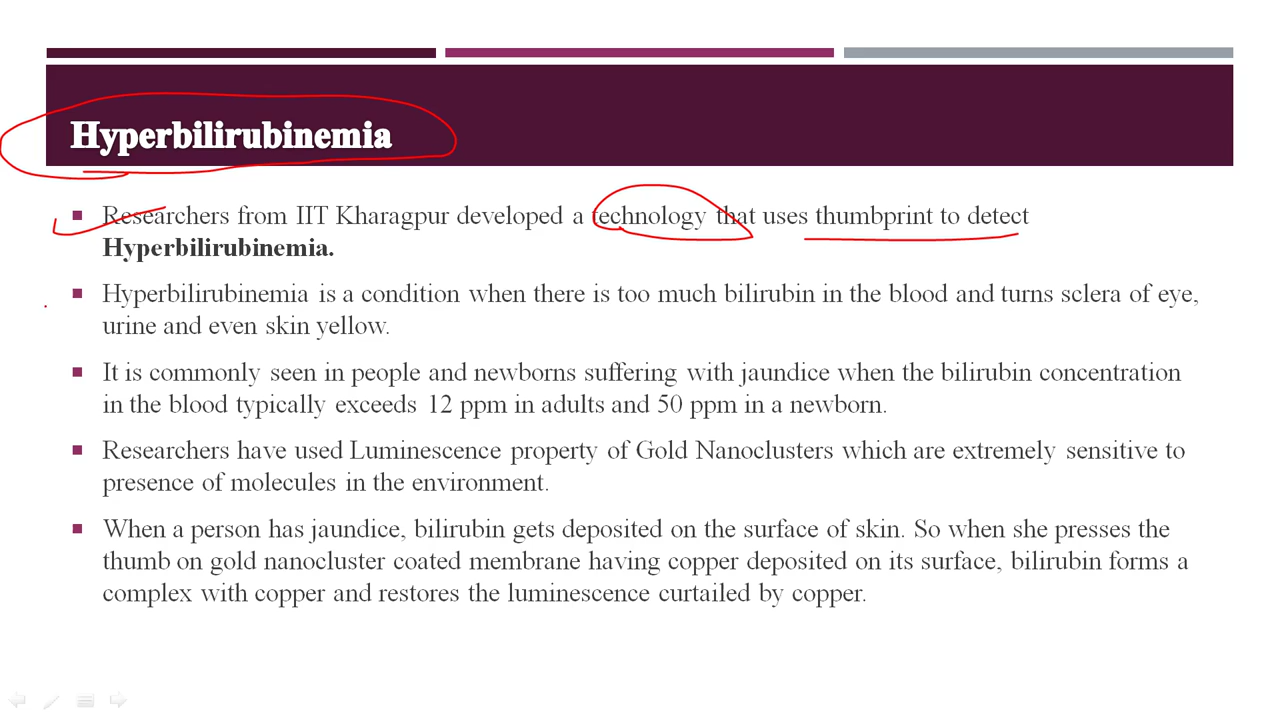 Hyperbilirubinemia
Researchers from IIT Kharagpur developed a technology that uses thumbprint to detect
Hyperbilirubinemia.
Hyperbilirubinemia is a condition when there is too much bilirubin in the blood and turns sclera of eye,
urine and even skin yellow.
It is commonly seen in people and newborns suffering with jaundice when the bilirubin concentration
in the blood typically exceeds 12 ppm in adults and 50 ppm in a newborn.
Researchers have used Luminescence property of Gold Nanoclusters which are extremely sensitive to
presence of molecules in the environment.
When a person has jaundice, bilirubin gets deposited on the surface of skin. So when she presses the
thumb on gold nanocluster coated membrane having copper deposited on its surface, bilirubin forms a
complex with copper and restores the luminescence curtailed by copper.